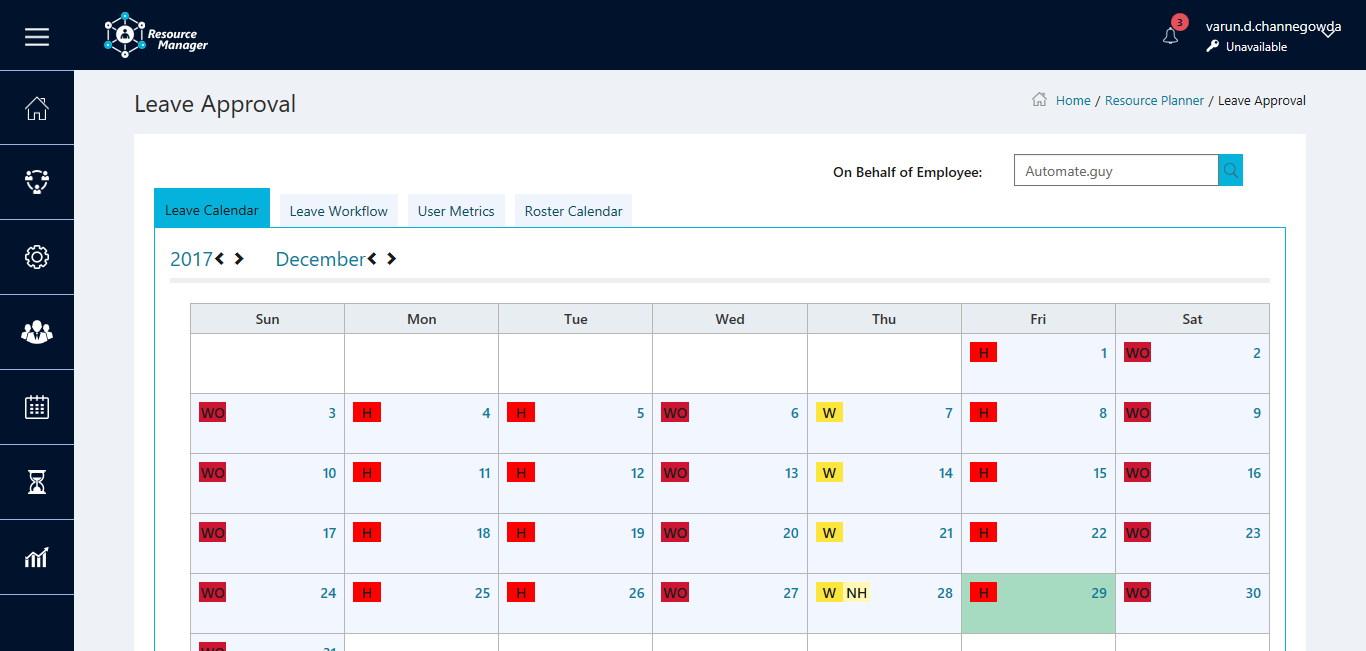 Resource
Manager
3
varun.d.channegowda
Unavailable
Leave Approval
Home / Resource Planner / Leave Approval
On Behalf of Employee: Automate.guy
Leave Calendar Leave Workflow User Metrics Roster Calendar
2017 December
Sun Mon Tue Wed Thu Fri Sat
H 1 WO 2
WO 3 H 4 H 5 WO 6 W 7 H 8 WO 9
WO 10 H 11 H 12 WO 13 W 14 H 15 WO 16
WO 17 H 18 H 19 WO 20 W 21 H 22 WO 23
WO 24 H 25 H 26 WO 27 W NH 28 H 29 WO 30
WO 31